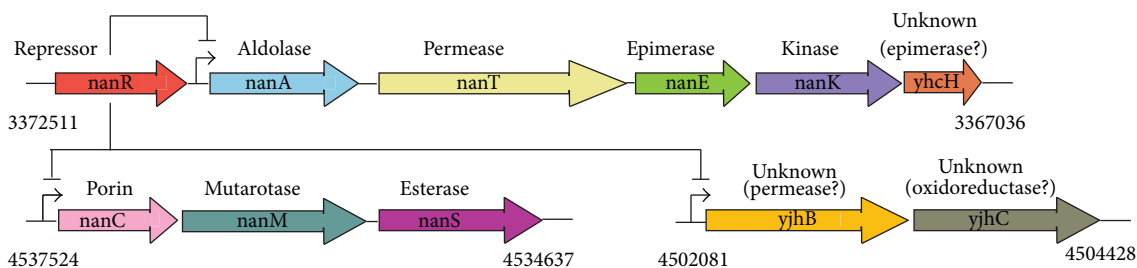 Unknown
Repressor Aldolase Permease Epimerase Kinase (epimerase?)
nanR nanA nanT nanE nanK yhcH
3372511 3367036
Unknown Unknown
Porin Mutarotase Esterase (permease?) (oxidoreductase?)
nanC nanM nanS yjhB yjhC
4537524 4534637 4502081 4504428